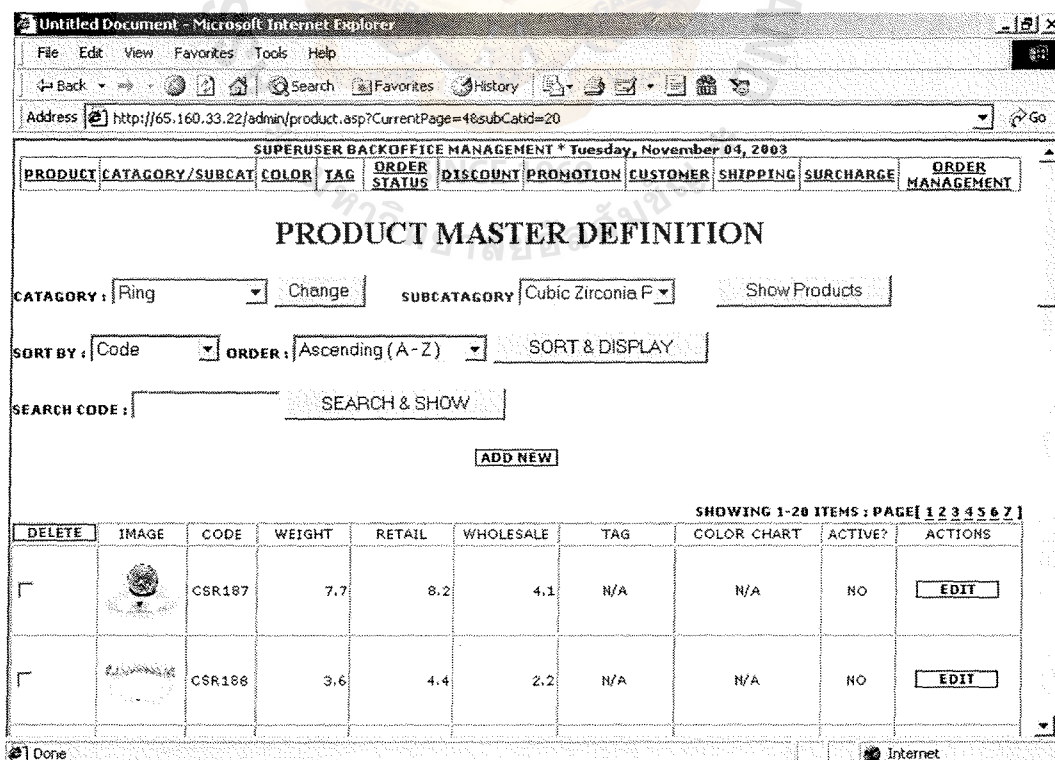 Untitled Document - Microsoft Internet Explorer
File Edit View Favorites Tools Help
Back Search Favorites History
Address http://65.160.33.22/admin/product.asp?CurrentPage=4&subCatid=20 Go
SUPERUSER BACKOFFICE MANAGEMENT * Tuesday, November 04, 2003
PRODUCT CATAGORY/SUBCAT COLOR TAG ORDER STATUS DISCOUNT PROMOTION CUSTOMER SHIPPING SURCHARGE ORDER MANAGEMENT
PRODUCT MASTER DEFINITION
CATAGORY : Ring Change SUBCATAGORY Cubic Zirconia R Show Products
SORT BY : Code ORDER : Ascending ( A - Z ) SORT & DISPLAY
SEARCH CODE : SEARCH & SHOW
ADD NEW
SHOWING 1-20 ITEMS : PAGE[ 1 2 3 4 5 6 7 ]
DELETE IMAGE CODE WEIGHT RETAIL WHOLESALE TAG COLOR CHART ACTIVE? ACTIONS
CSR187 7.7 8.2 4.1 N/A N/A NO EDIT
CSR188 3.6 4.4 2.2 N/A N/A NO EDIT
Done Internet